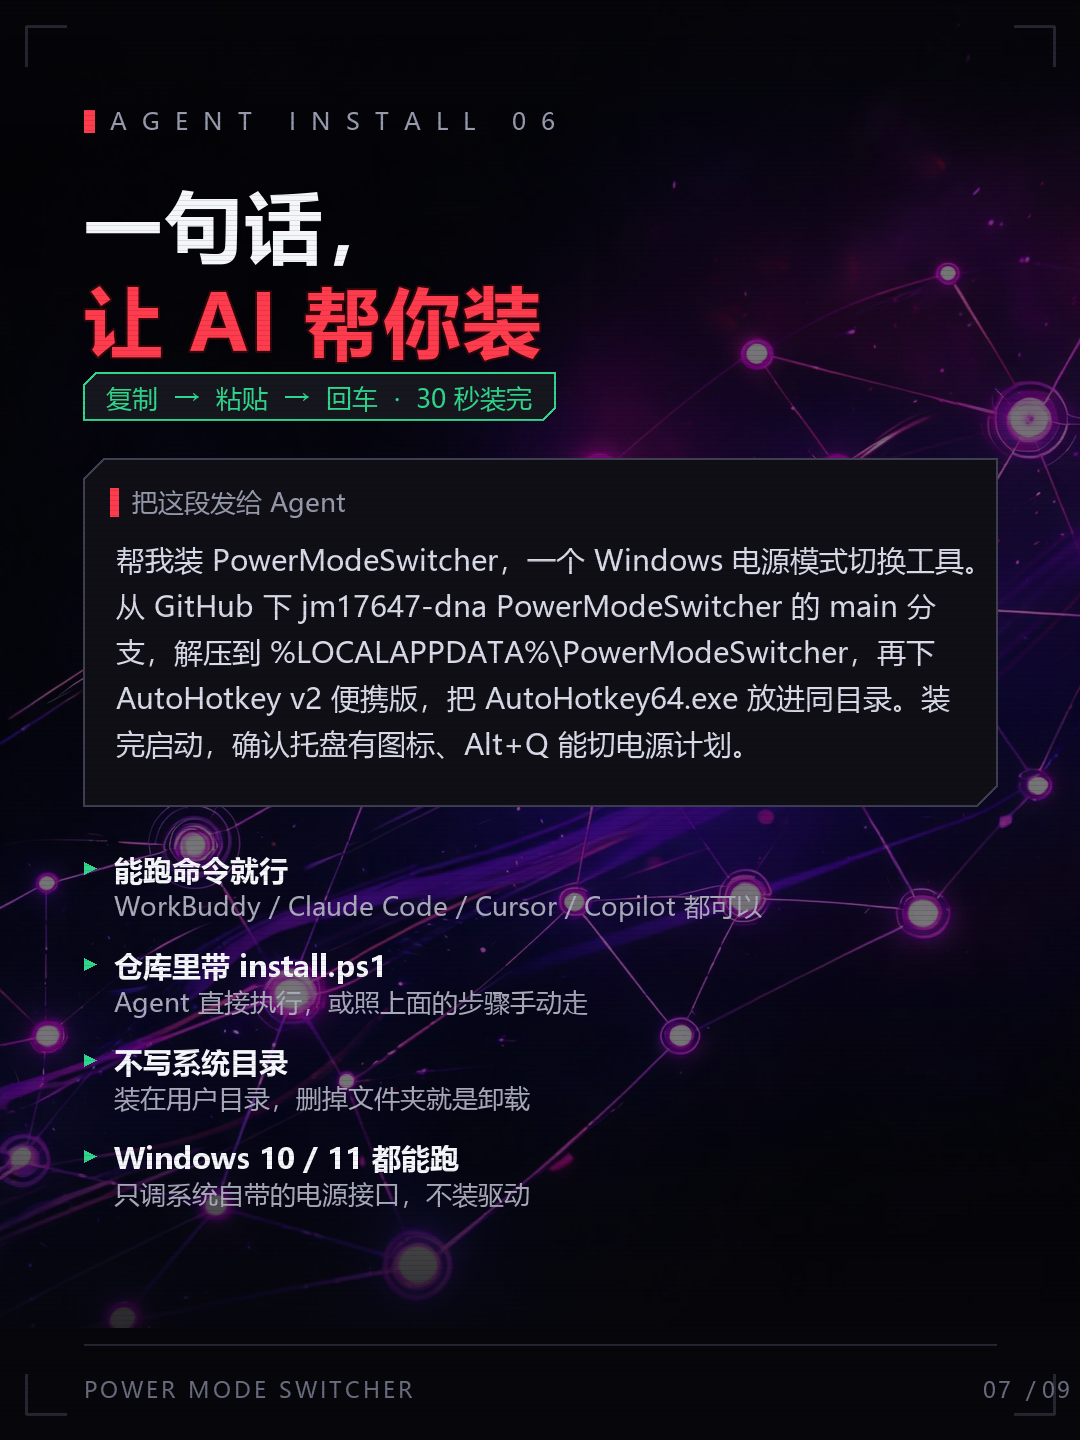 AGENT INSTALL 06
一句话，
让 AI 帮你装
复制 → 粘贴 → 回车 · 30 秒装完
把这段发给 Agent
帮我装 PowerModeSwitcher，一个 Windows 电源模式切换工具。
从 GitHub 下 jm17647-dna PowerModeSwitcher 的 main 分
支，解压到 %LOCALAPPDATA%\PowerModeSwitcher，再下
AutoHotkey v2 便携版，把 AutoHotkey64.exe 放进同目录。装
完启动，确认托盘有图标、Alt+Q 能切电源计划。
能跑命令就行
WorkBuddy / Claude Code / Cursor / Copilot 都可以
仓库里带 install.ps1
Agent 直接执行，或照上面的步骤手动走
不写系统目录
装在用户目录，删掉文件夹就是卸载
Windows 10 / 11 都能跑
只调系统自带的电源接口，不装驱动
POWER MODE SWITCHER
07 / 09